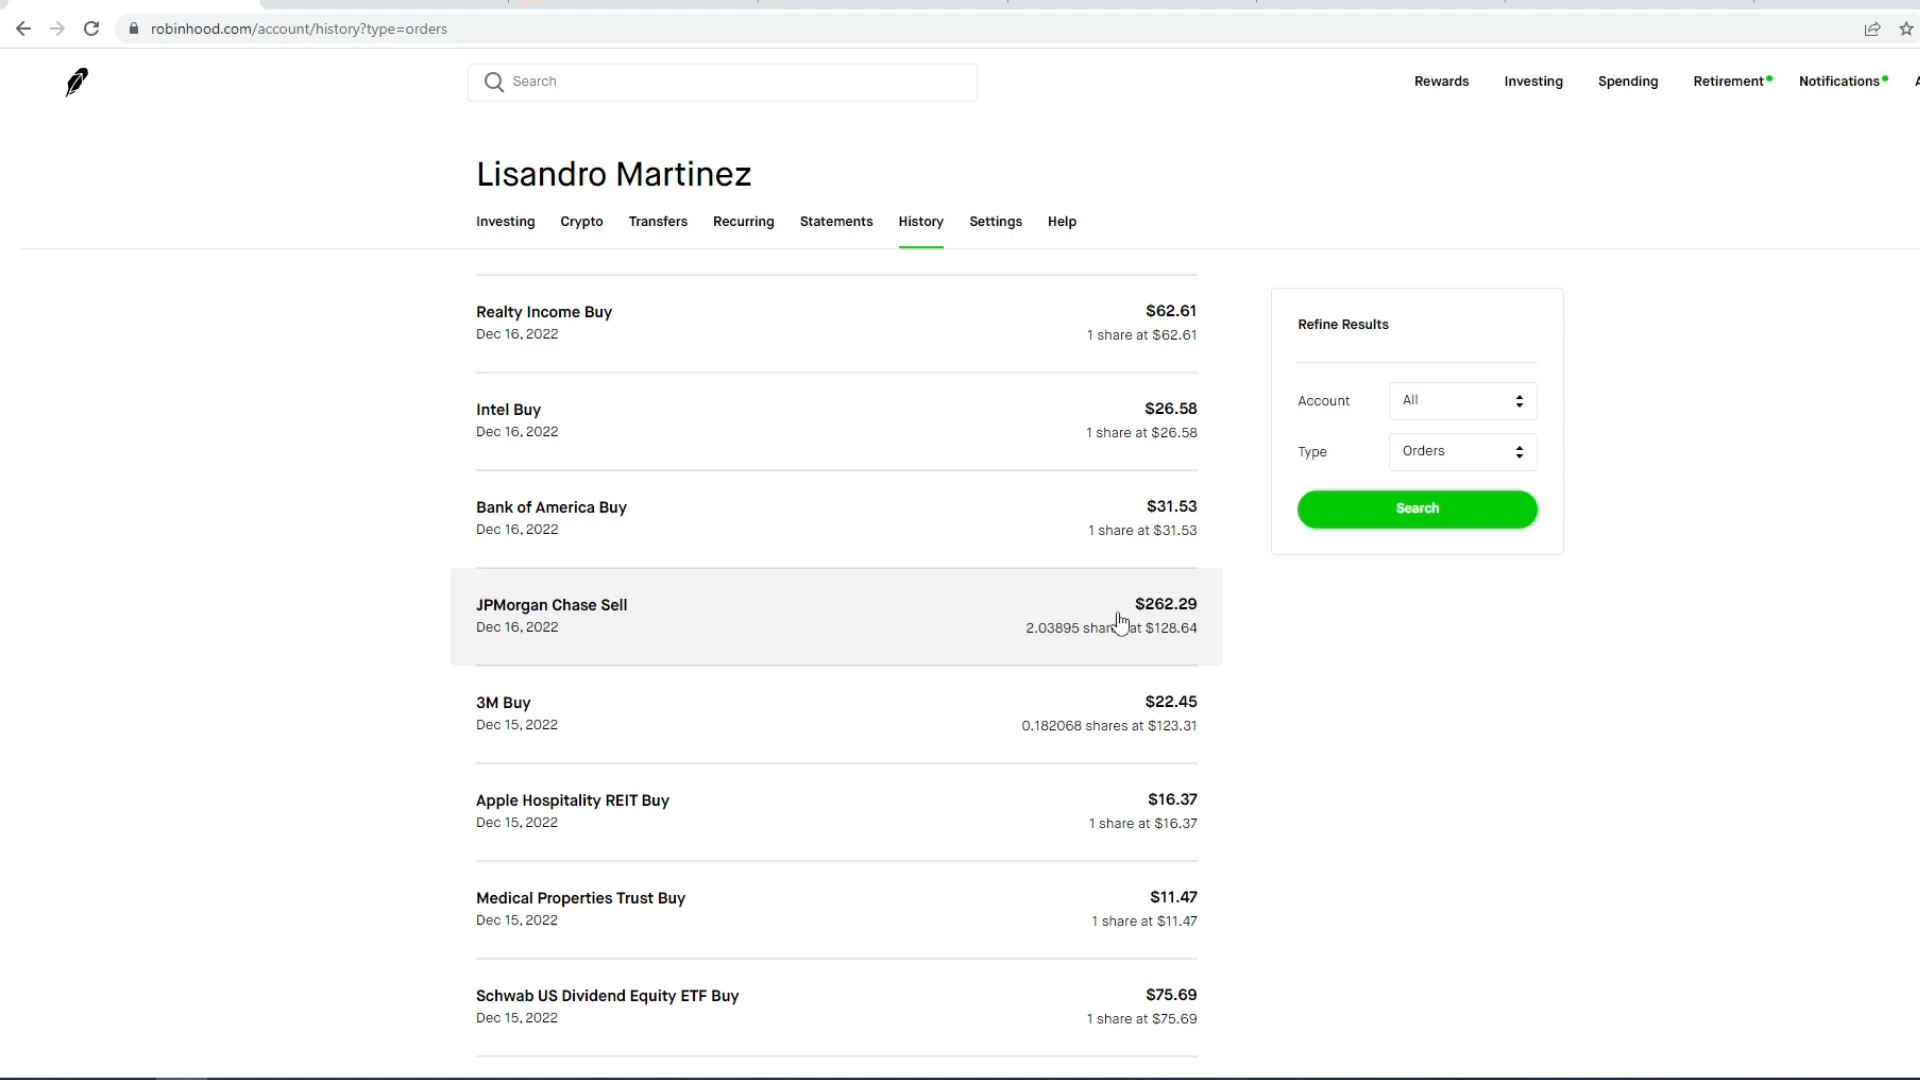 robinhood.com/account/history?type=orders
Search
Rewards Investing Spending Retirement Notifications
Lisandro Martinez
Investing Crypto Transfers Recurring Statements History Settings Help
Realty Income Buy $62.61
Dec 16, 2022 1 share at $62.61
Intel Buy $26.58
Dec 16, 2022 1 share at $26.58
Bank of America Buy $31.53
Dec 16, 2022 1 share at $31.53
JPMorgan Chase Sell $262.29
Dec 16, 2022 2.03895 at $128.64
3M Buy $22.45
Dec 15, 2022 0.182068 shares at $123.31
Apple Hospitality REIT Buy $16.37
Dec 15, 2022 1 share at $16.37
Medical Properties Trust Buy $11.47
Dec 15, 2022 1 share at $11.47
Schwab US Dividend Equity ETF Buy $75.69
Dec 15, 2022 1 share at $75.69
Refine Results
Account All
Type Orders
Search